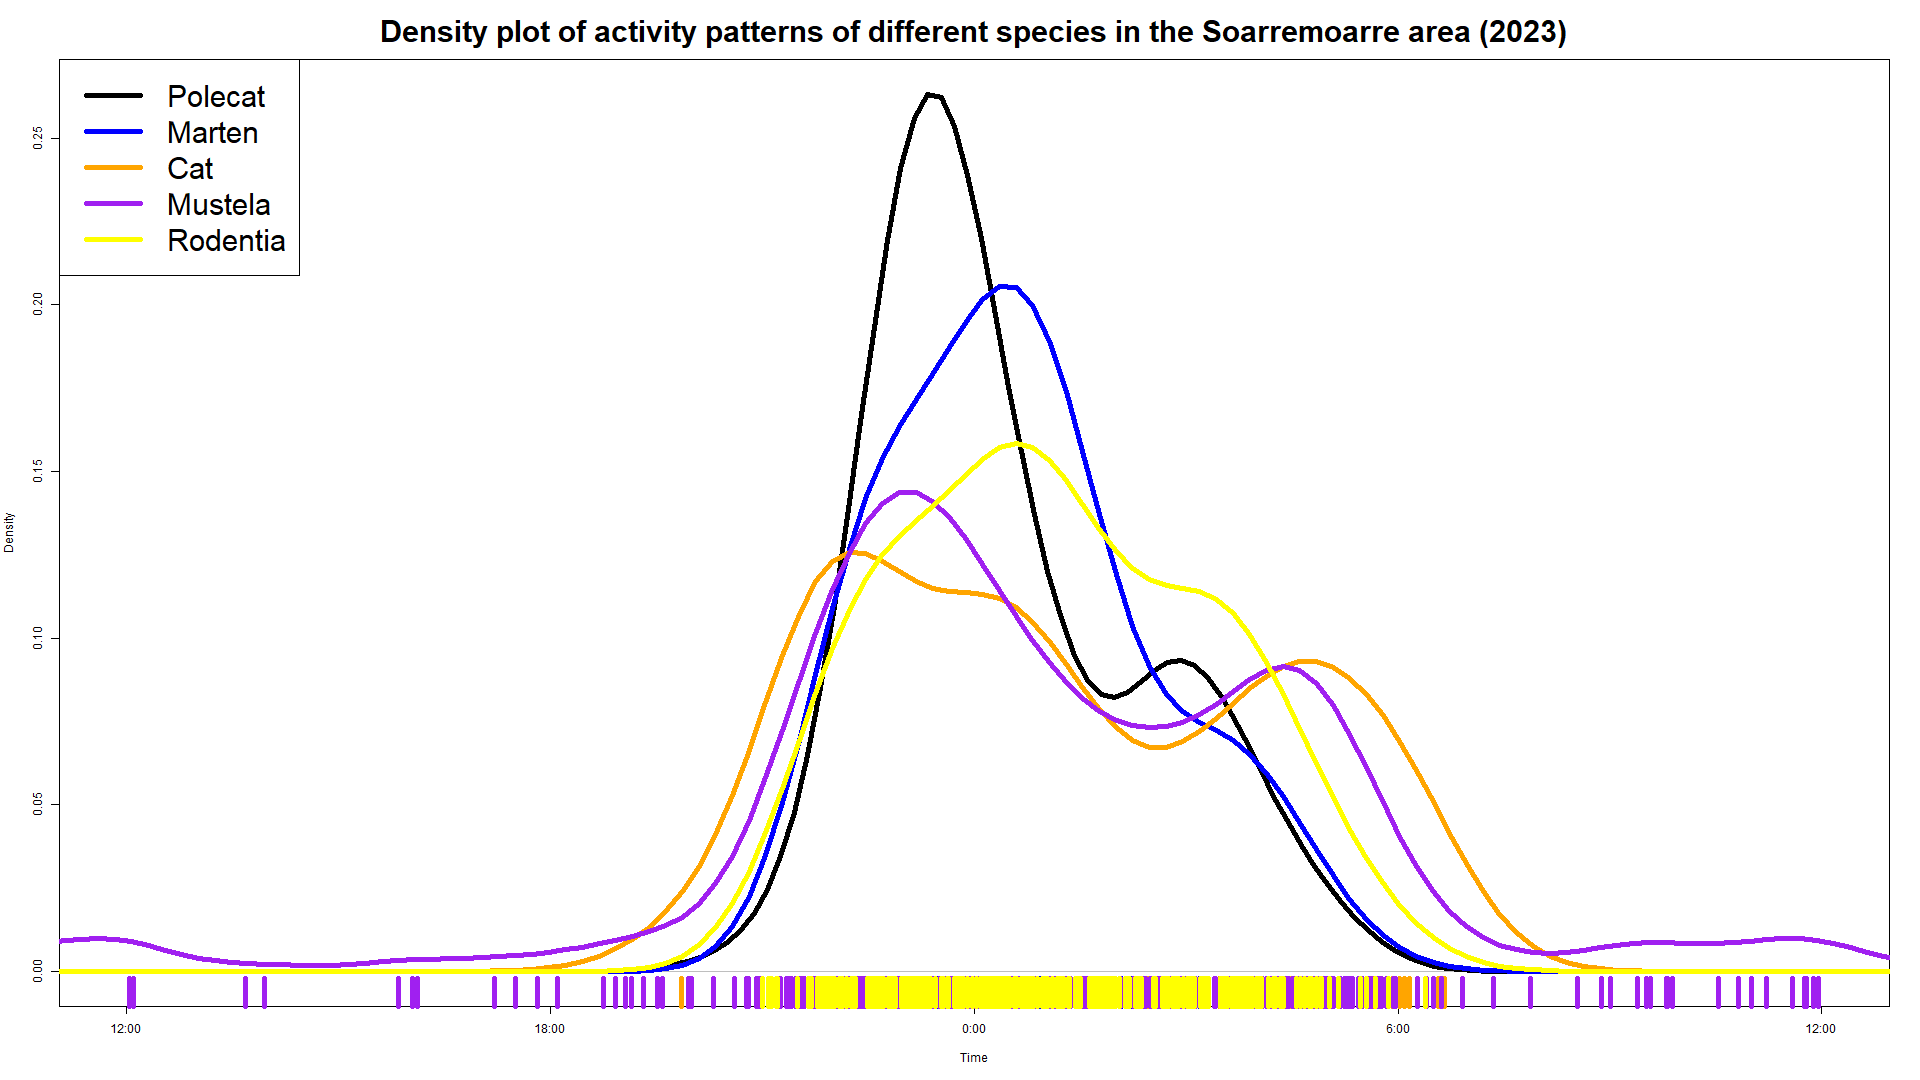 Density plot of activity patterns of different species in the Soarremoarre area (2023)
Polecat
Marten
Cat
Mustela
Rodentia
0.25
0.20
0.15
0.10
0.05
0.00
Density
12:00 18:00 0:00 6:00 12:00
Time